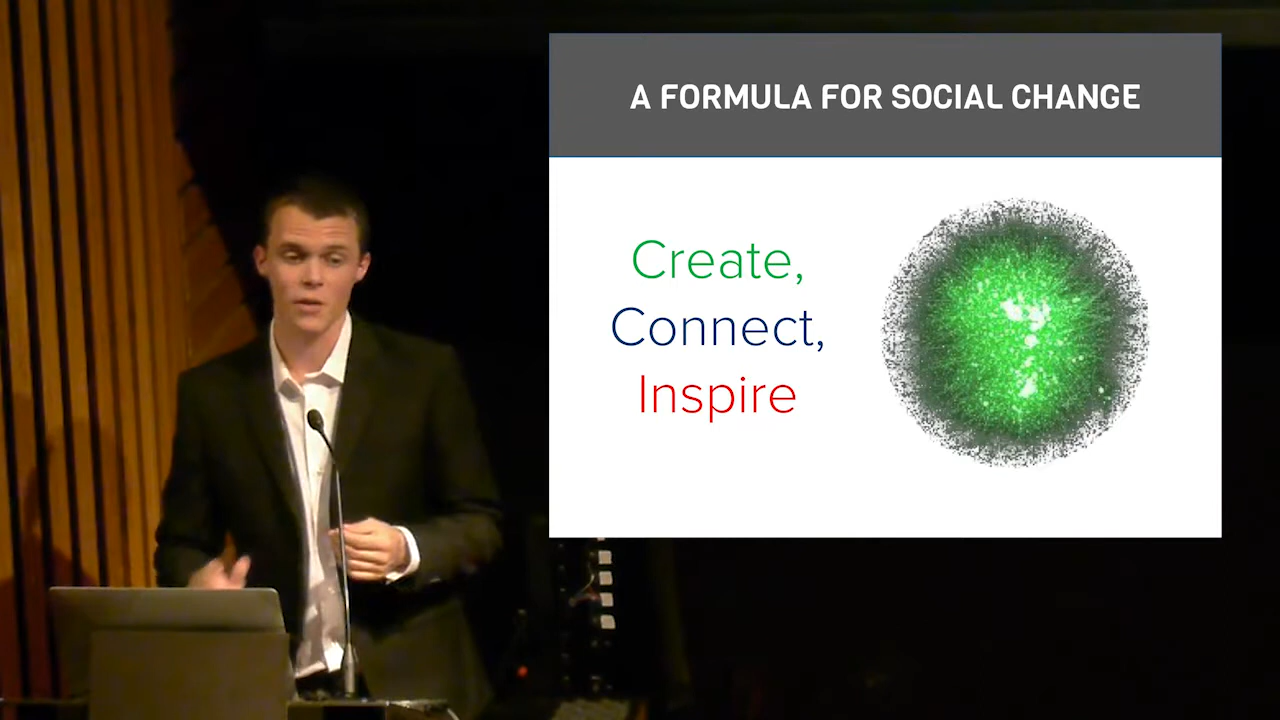 A FORMULA FOR SOCIAL CHANGE
Create,
Connect,
Inspire